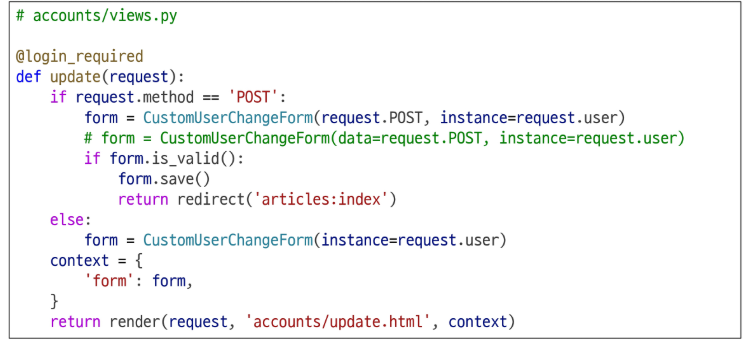 # accounts/views.py

@login_required
def update(request):
    if request.method == 'POST':
        form = CustomUserChangeForm(request.POST, instance=request.user)
        # form = CustomUserChangeForm(data=request.POST, instance=request.user)
        if form.is_valid():
            form.save()
            return redirect('articles:index')
    else:
        form = CustomUserChangeForm(instance=request.user)
    context = {
        'form': form,
    }
    return render(request, 'accounts/update.html', context)